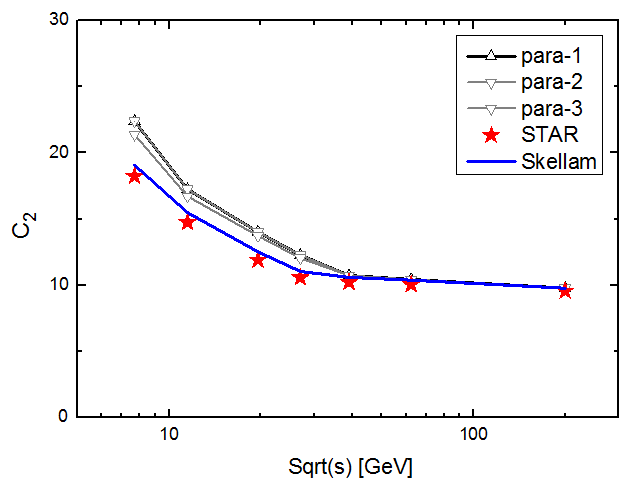 30
20
10
0
C2
para-1
para-2
para-3
STAR
Skellam
10
100
Sqrt(s) [GeV]